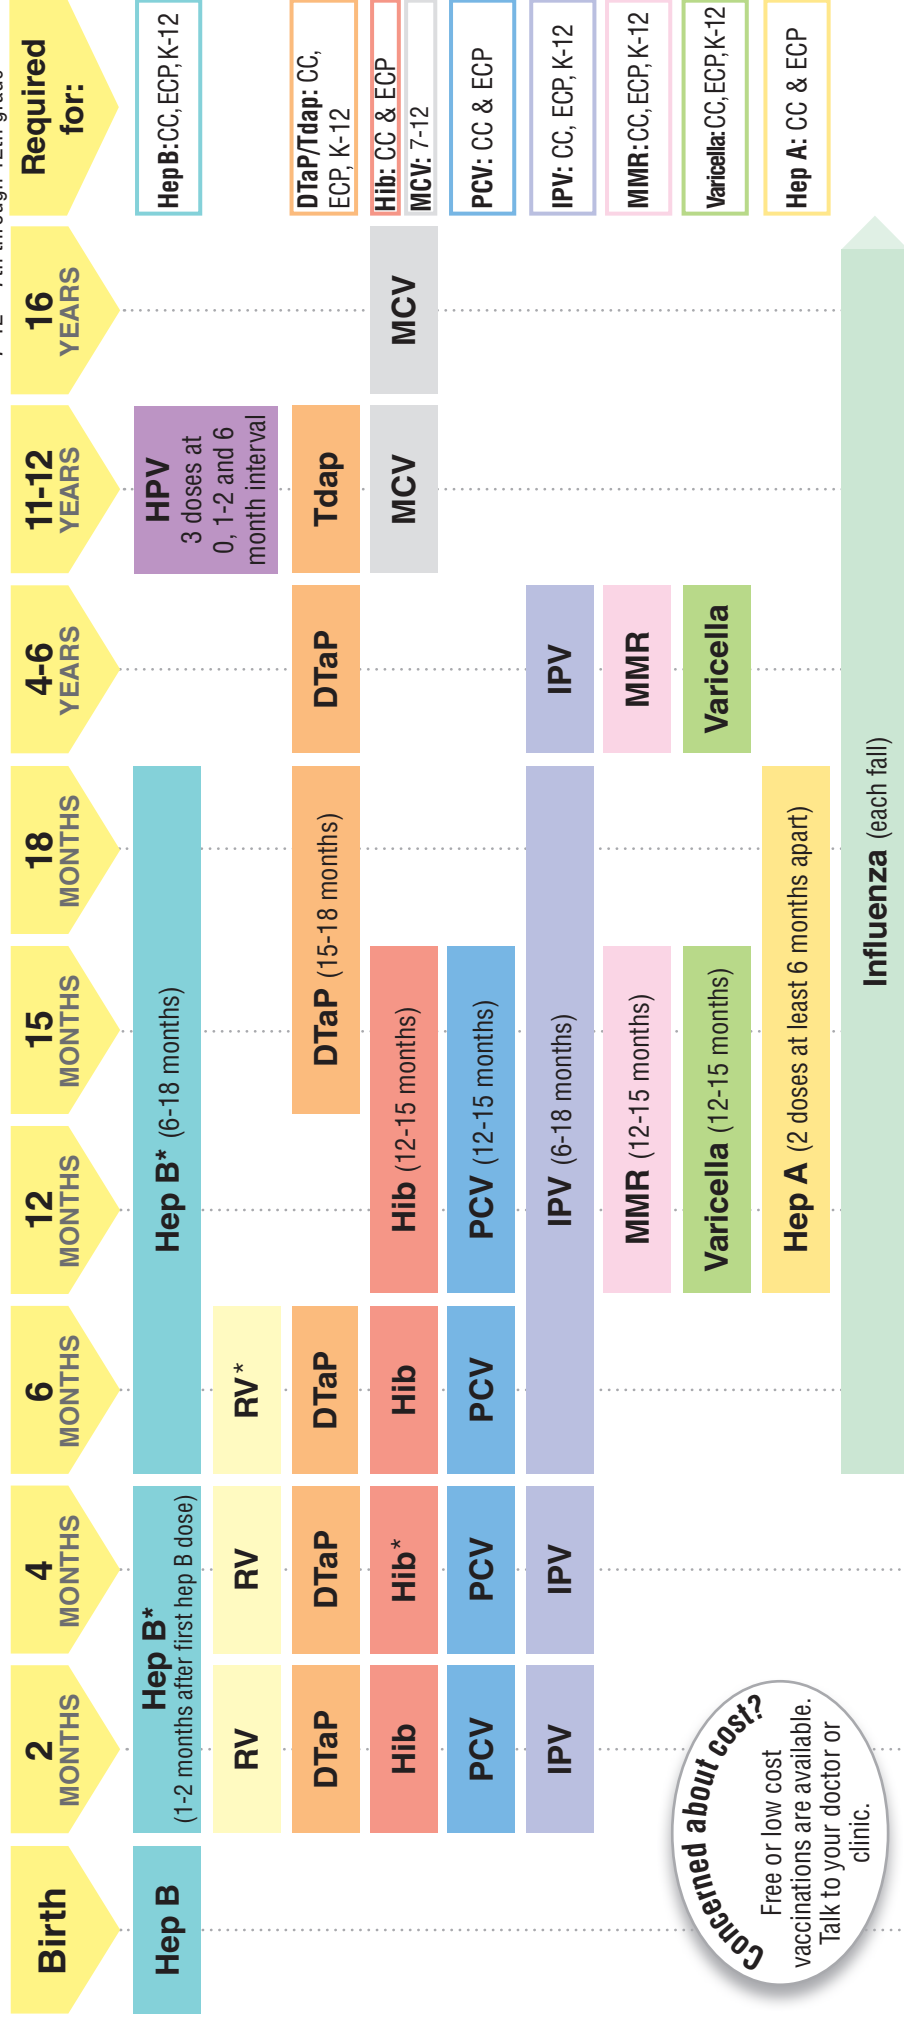 through 12th grade
Birth
2
MONTHS
4
MONTHS
6
MONTHS
12
MONTHS
15
MONTHS
18
MONTHS
4-6
YEARS
11-12
YEARS
16
YEARS
Required
for:
Hep B
Hep B*
(1-2 months after first hep B dose)
Hep B* (6-18 months)
HPV
3 doses at
0, 1-2 and 6
month interval
Hep B: CC, ECP, K-12
RV
RV
RV*
DTaP
DTaP
DTaP
DTaP (15-18 months)
DTaP
Tdap
DTaP/Tdap: CC,
ECP, K-12
Hib
Hib*
Hib
Hib (12-15 months)
MCV
MCV
Hib: CC & ECP
MCV: 7-12
PCV
PCV
PCV
PCV (12-15 months)
PCV: CC & ECP
IPV
IPV
IPV (6-18 months)
IPV
IPV: CC, ECP, K-12
MMR (12-15 months)
MMR
MMR: CC, ECP, K-12
Varicella (12-15 months)
Varicella
Varicella: CC, ECP, K-12
Hep A (2 doses at least 6 months apart)
Hep A: CC & ECP
Influenza (each fall)
Concerned about cost?
Free or low cost
vaccinations are available.
Talk to your doctor or
clinic.